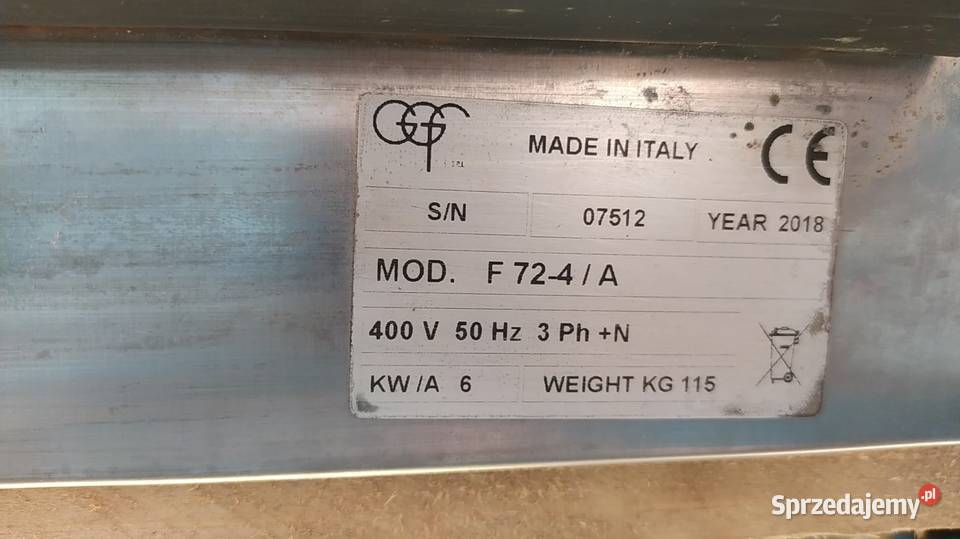 GGF
MADE IN ITALY
CE
S/N 07512 YEAR 2018
MOD. F 72-4 / A
400 V 50 Hz 3 Ph +N
KW /A 6 WEIGHT KG 115
Sprzedajemy.pl